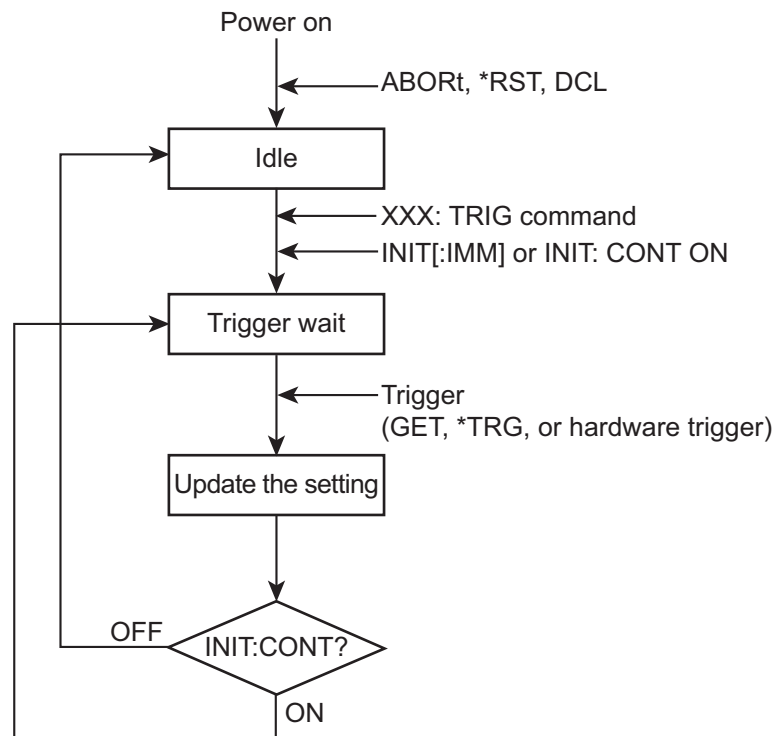 Power on
ABORt, *RST, DCL
Idle
XXX: TRIG command
INIT[:IMM] or INIT: CONT ON
Trigger wait
Trigger
(GET, *TRG, or hardware trigger)
Update the setting
OFF
INIT:CONT?
ON